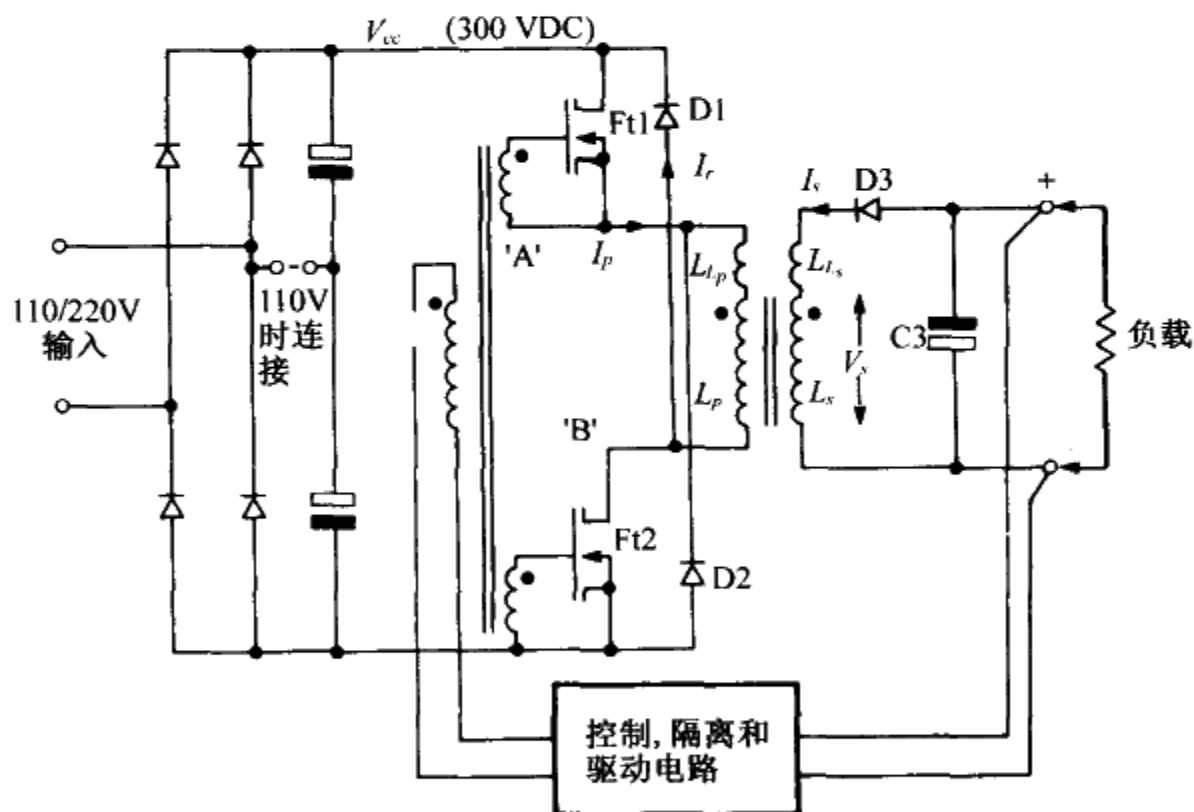 Vcc (300 VDC)
Ft1
D1
Ir
Is
D3
+
'A'
Ip
LLp
LLs
110/220V
输入
110V
时连
接
C3
负载
Vs
Lp
Ls
'B'
Ft2
D2
控制, 隔离和
驱动电路